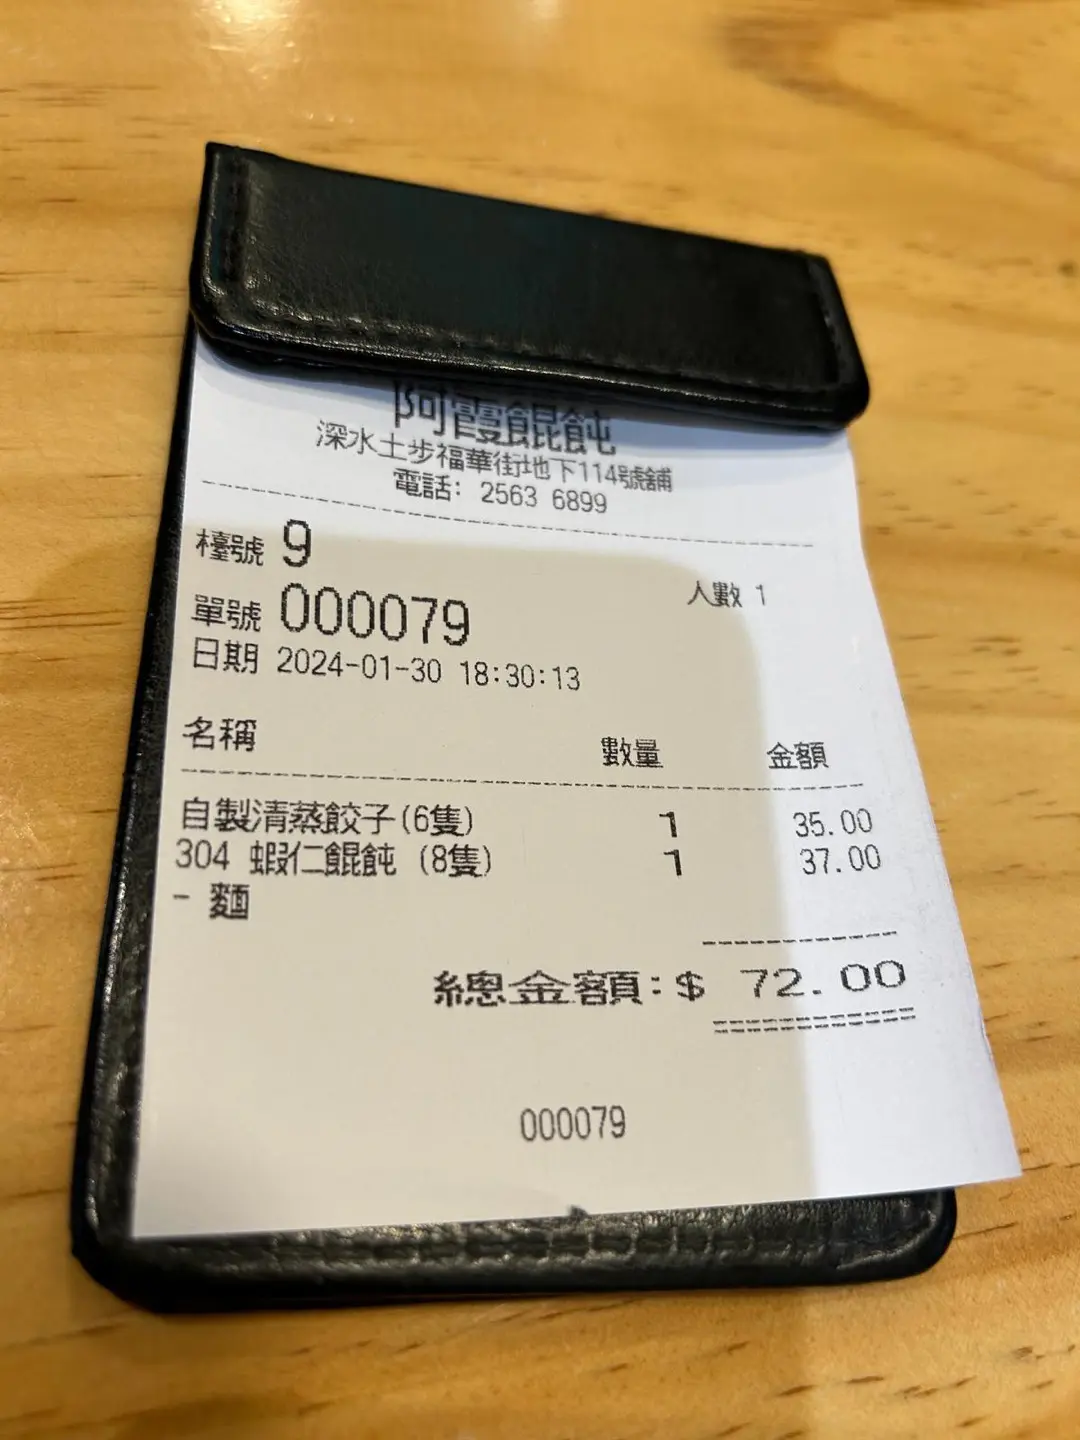 阿霞餛飩
深水土步福華街地下114號舖
電話: 2563 6899
檯號 9
人數 1
單號 000079
日期 2024-01-30 18:30:13
名稱 數量 金額
自製清蒸餃子(6隻) 1 35.00
304 蝦仁餛飩 (8隻) 1 37.00
- 麵
總金額:$ 72.00
000079